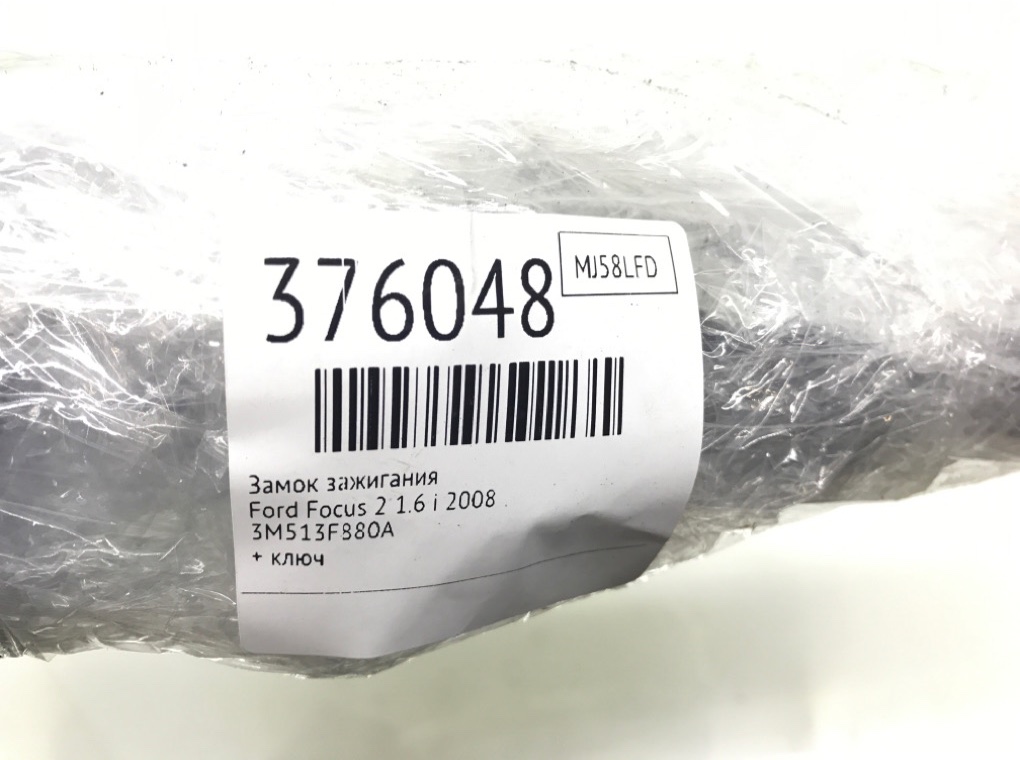 376048
MJ58LFD
Замок зажигания
Ford Focus 2 1.6 i 2008
3M513F880A
+ ключ